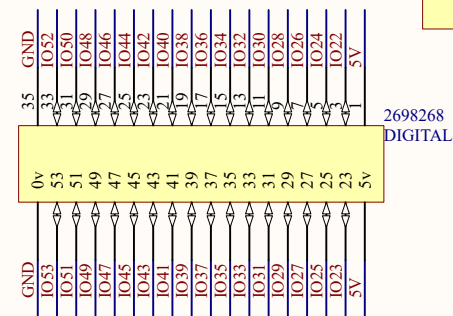 GND IO52 IO50 IO48 IO46 IO44 IO42 IO40 IO38 IO36 IO34 IO32 IO30 IO28 IO26 IO24 IO22 5V
35 33 31 29 27 25 23 21 19 17 15 13 11 9 7 5 3 1
2698268
DIGITAL
0v 53 51 49 47 45 43 41 39 37 35 33 31 29 27 25 23 5v
GND IO53 IO51 IO49 IO47 IO45 IO43 IO41 IO39 IO37 IO35 IO33 IO31 IO29 IO27 IO25 IO23 5V